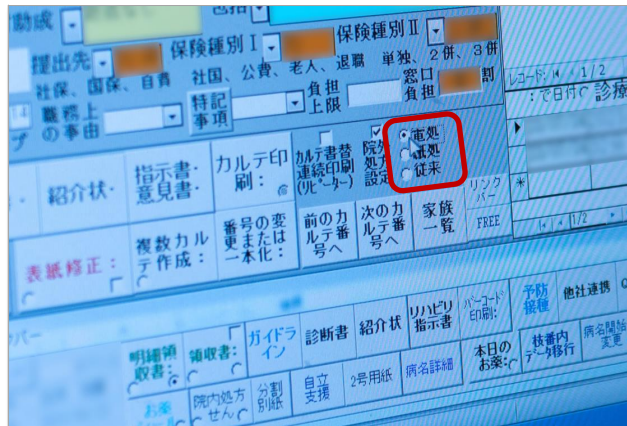 助成
包括
提出先
保険種別Ⅰ
保険種別Ⅱ
社保、国保、自費
社国、公費、老人、退職
単独、2併、3併
職務上の事由
特記事項
負担上限
窓口負担
割
レコード: 1/2
:で日付で 診療
指示書・意見書・
カルテ印刷:
カルテ書替連続印刷(リピーター)
院外処方設定
電処
紙処
従来
紹介状・
リンクバー
複数カルテ作成:
番号の変更または一本化:
前のカルテ番号へ
次のカルテ番号へ
家族一覧
FREE
表紙修正:
1/2
明細領収書:
領収書:
ガイドライン
診断書
紹介状
リハビリ指示書
バーコード印刷:
予防接種
他社連携
お薬
院内処方せん
分割別紙
自立支援
2号用紙
病名詳細
本日のお薬:
枝番内データ移行
病名開始変更